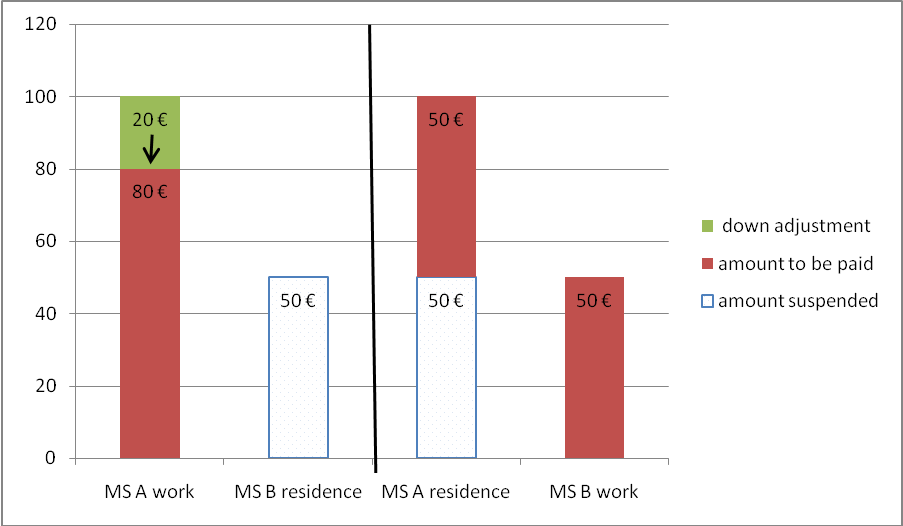 120
100
80
60
40
20
0
20 €
80 €
50 €
50 €
50 €
50 €
MS A work
MS B residence
MS A residence
MS B work
down adjustment
amount to be paid
amount suspended